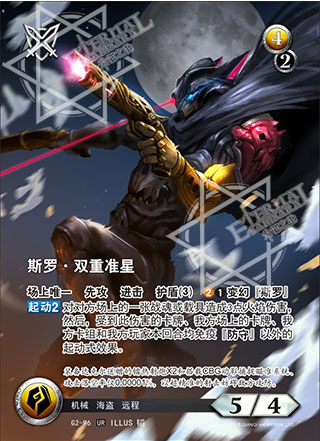 4
2
斯罗·双重准星
场上唯一 先攻 进击 护盾(3) 2 1 变幻『斯罗』
起动2 对对方场上的一张战魂或载具造成3点火焰伤害,
然后,受到此伤害的卡牌、我方场上的卡牌、我
方卡组和我方玩家本回合均免疫『防守』以外的
起动式效果。
机械 海盗 远程
5 / 4
G2-96 UR ILLUS 稻